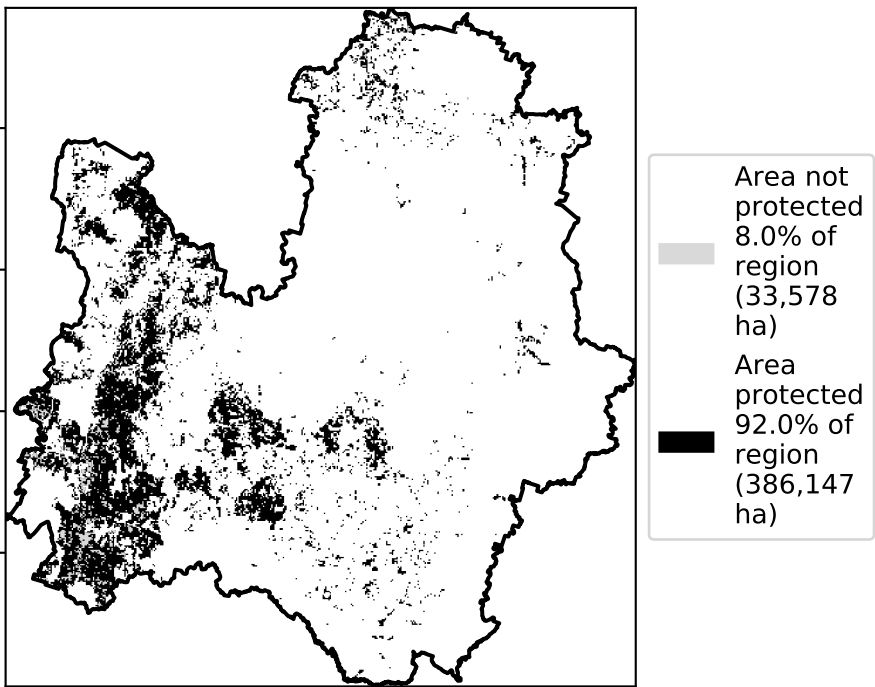 Area not
protected
8.0% of
region
(33,578
ha)
Area
protected
92.0% of
region
(386,147
ha)